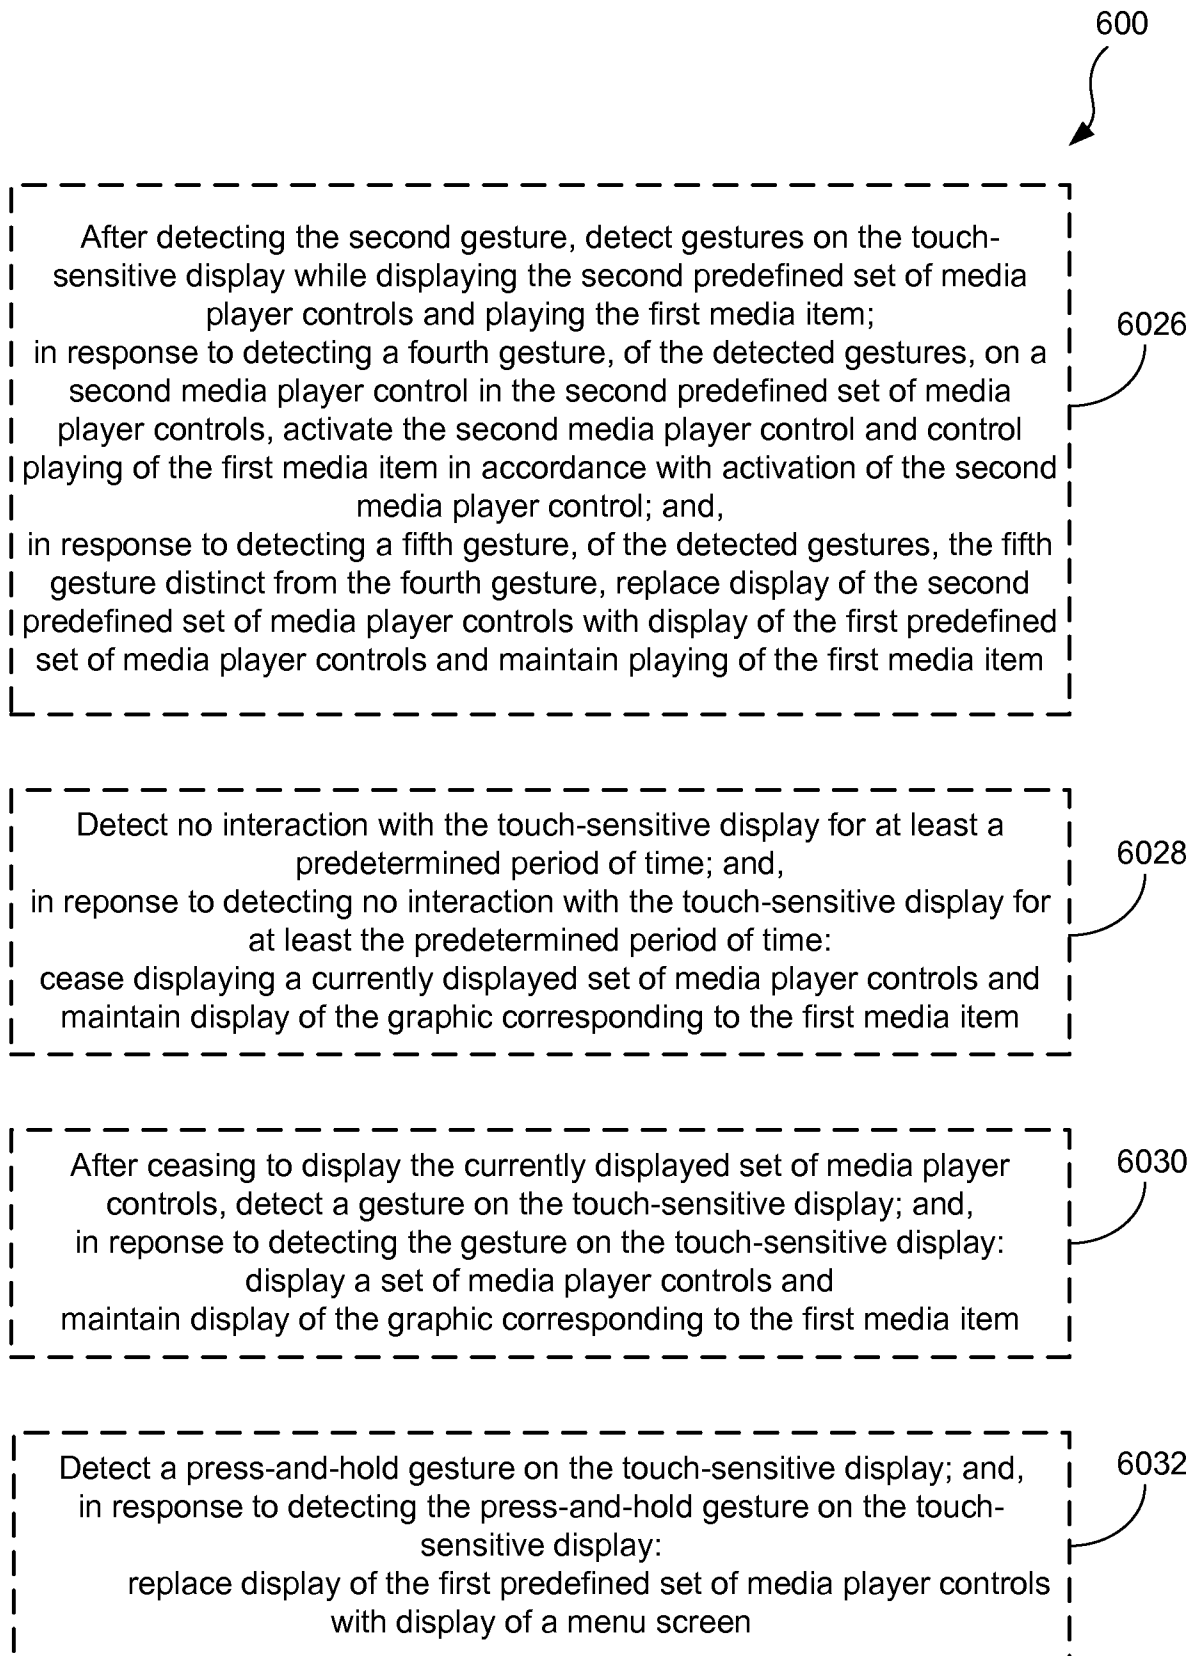 600
After detecting the second gesture, detect gestures on the touch-
sensitive display while displaying the second predefined set of media
player controls and playing the first media item;
in response to detecting a fourth gesture, of the detected gestures, on a
second media player control in the second predefined set of media
player controls, activate the second media player control and control
playing of the first media item in accordance with activation of the second
media player control; and,
in response to detecting a fifth gesture, of the detected gestures, the fifth
gesture distinct from the fourth gesture, replace display of the second
predefined set of media player controls with display of the first predefined
set of media player controls and maintain playing of the first media item
6026
Detect no interaction with the touch-sensitive display for at least a
predetermined period of time; and,
in reponse to detecting no interaction with the touch-sensitive display for
at least the predetermined period of time:
cease displaying a currently displayed set of media player controls and
maintain display of the graphic corresponding to the first media item
6028
After ceasing to display the currently displayed set of media player
controls, detect a gesture on the touch-sensitive display; and,
in reponse to detecting the gesture on the touch-sensitive display:
display a set of media player controls and
maintain display of the graphic corresponding to the first media item
6030
Detect a press-and-hold gesture on the touch-sensitive display; and,
in response to detecting the press-and-hold gesture on the touch-
sensitive display:
replace display of the first predefined set of media player controls
with display of a menu screen
6032